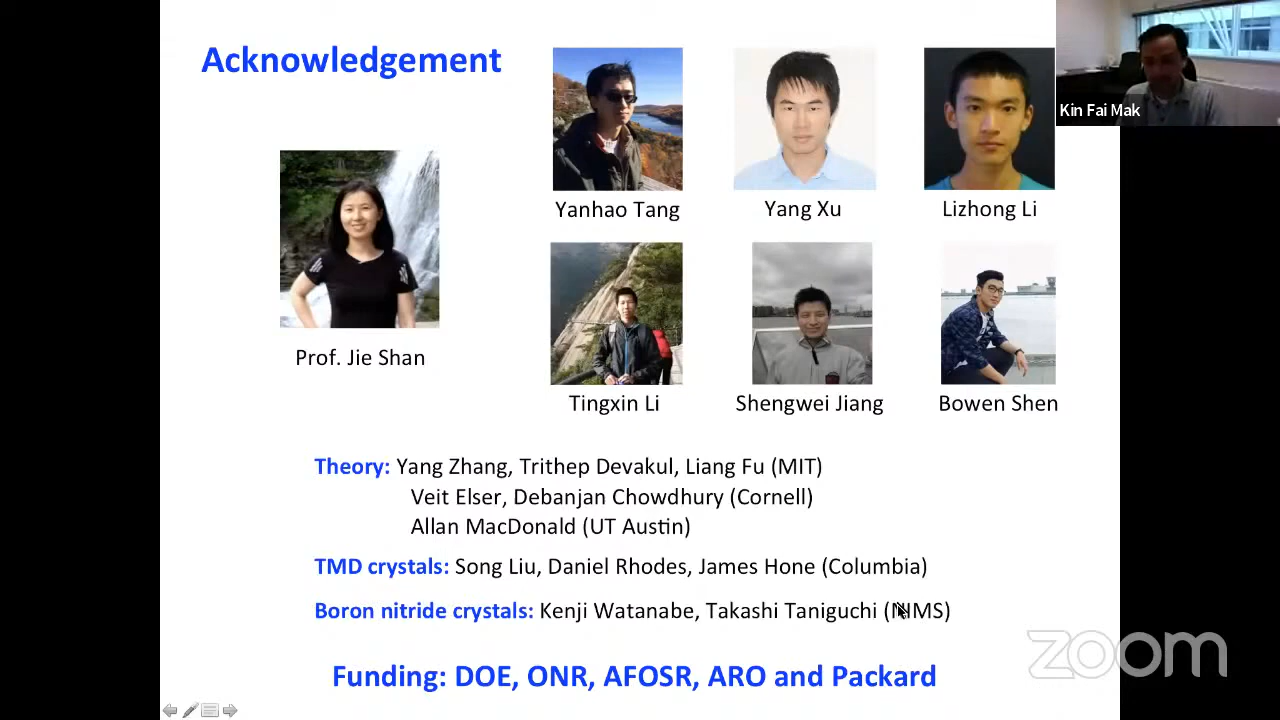 Acknowledgement
Kin Fai Mak
Yanhao Tang
Yang Xu
Lizhong Li
Prof. Jie Shan
Tingxin Li
Shengwei Jiang
Bowen Shen
Theory: Yang Zhang, Trithep Devakul, Liang Fu (MIT)
Veit Elser, Debanjan Chowdhury (Cornell)
Allan MacDonald (UT Austin)
TMD crystals: Song Liu, Daniel Rhodes, James Hone (Columbia)
Boron nitride crystals: Kenji Watanabe, Takashi Taniguchi (NIMS)
Funding: DOE, ONR, AFOSR, ARO and Packard
zoom